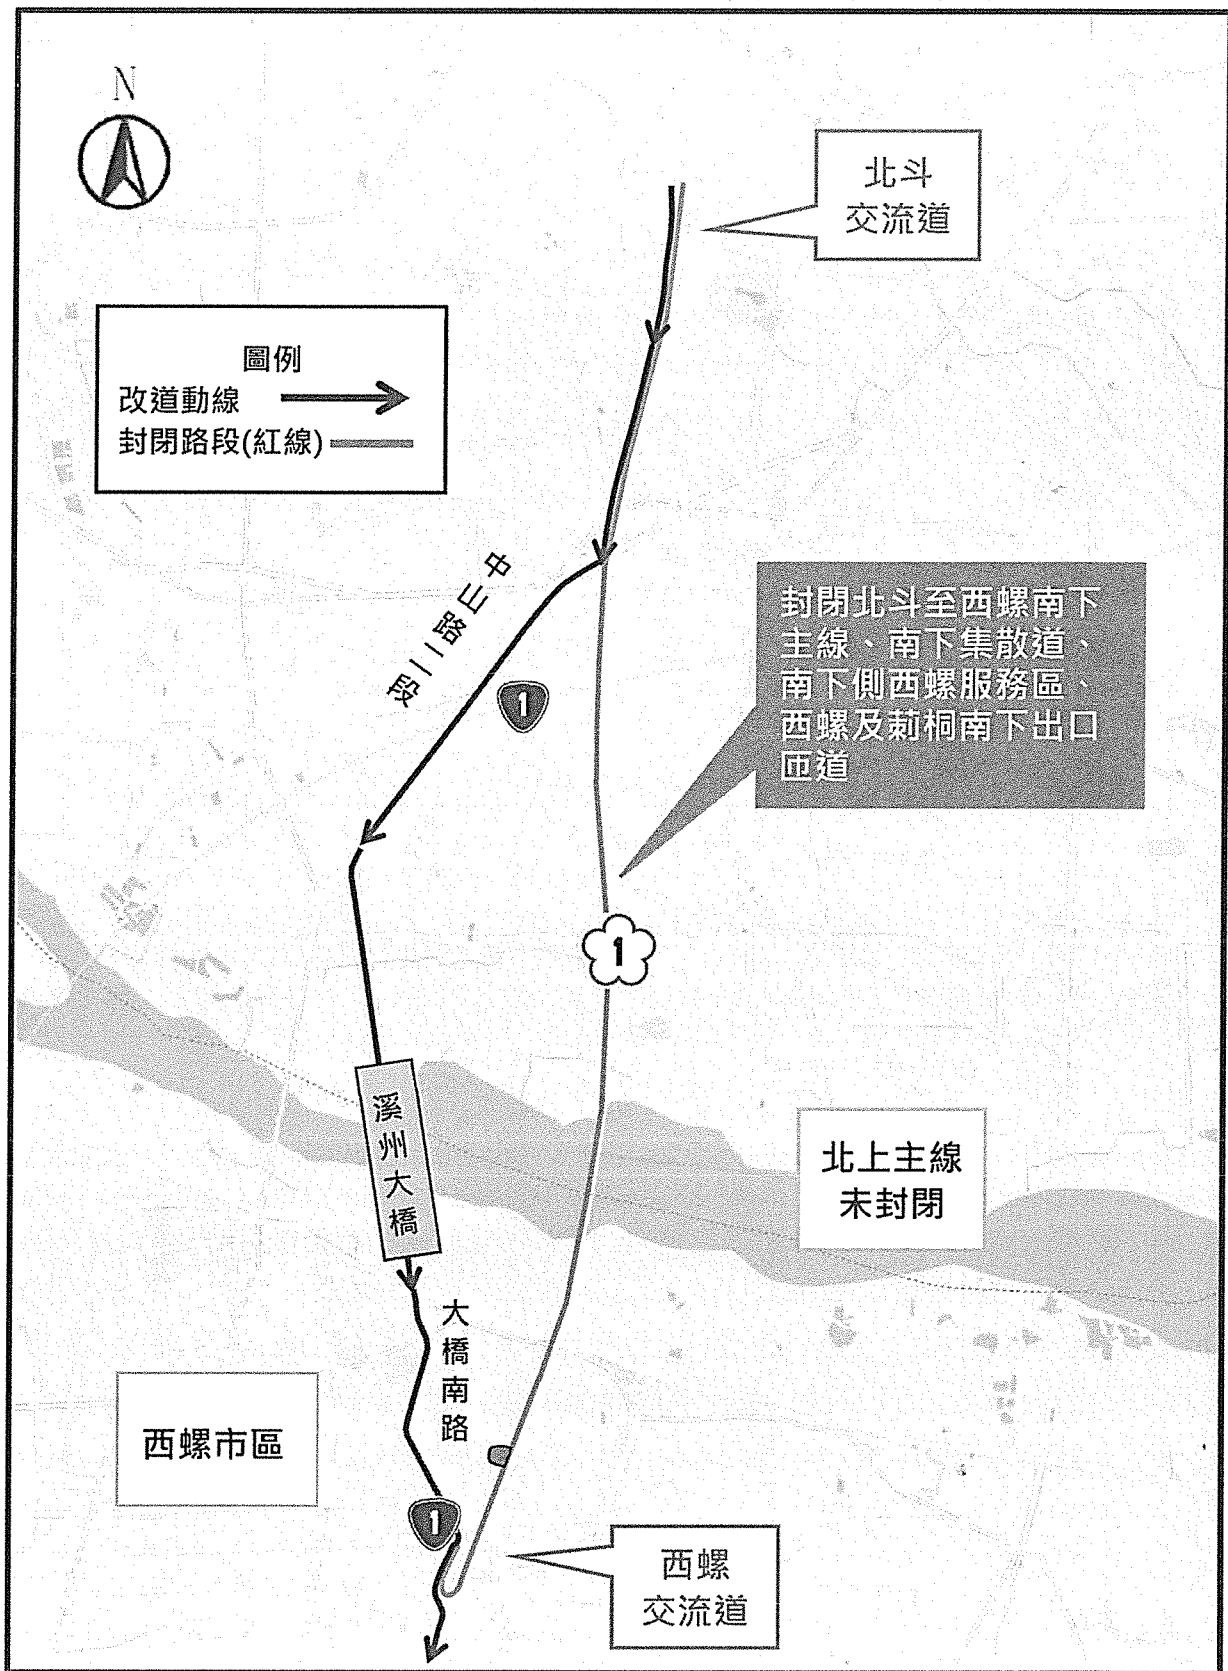 N
北斗
交流道
圖例
改道動線
封閉路段(紅線)
中山路一二段
1
封閉北斗至西螺南下
主線、南下集散道、
南下側西螺服務區、
西螺及莿桐南下出口
匝道
1
溪州大橋
北上主線
未封閉
大橋南路
西螺市區
1
西螺
交流道